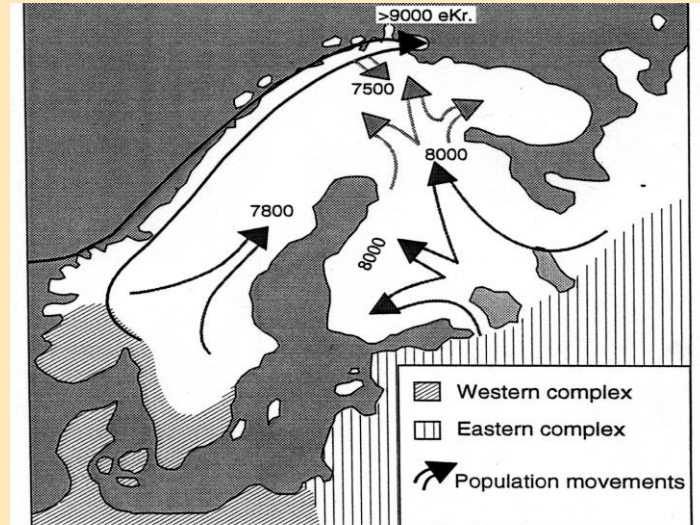 >9000 eKr.
7500
8000
7800
8000
Western complex
Eastern complex
Population movements